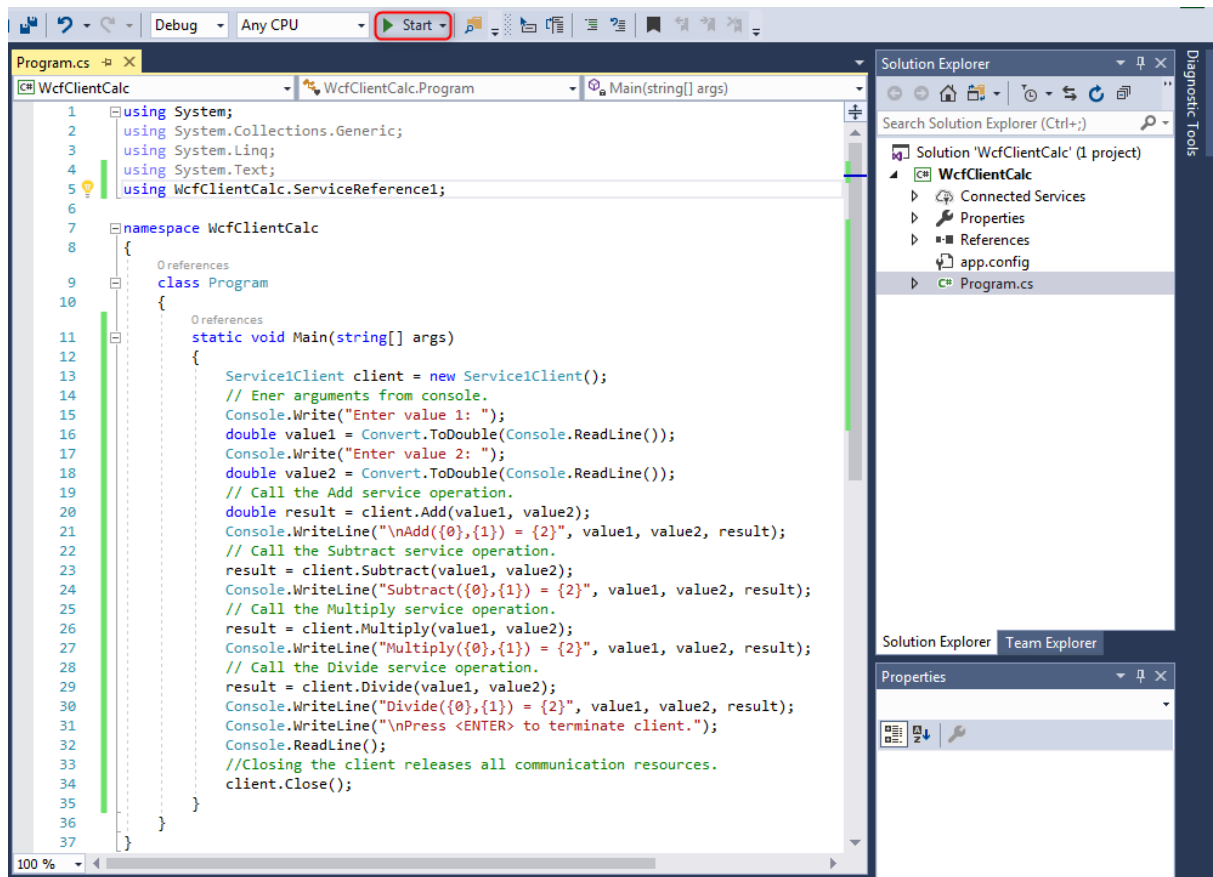 Debug Any CPU Start
Program.cs
WcfClientCalc WcfClientCalc.Program Main(string[] args)
1 using System;
2 using System.Collections.Generic;
3 using System.Linq;
4 using System.Text;
5 using WcfClientCalc.ServiceReference1;
6
7 namespace WcfClientCalc
8 {
0 references
9 class Program
10 {
0 references
11 static void Main(string[] args)
12 {
13 Service1Client client = new Service1Client();
14 // Ener arguments from console.
15 Console.Write("Enter value 1: ");
16 double value1 = Convert.ToDouble(Console.ReadLine());
17 Console.Write("Enter value 2: ");
18 double value2 = Convert.ToDouble(Console.ReadLine());
19 // Call the Add service operation.
20 double result = client.Add(value1, value2);
21 Console.WriteLine("\nAdd({0},{1}) = {2}", value1, value2, result);
22 // Call the Subtract service operation.
23 result = client.Subtract(value1, value2);
24 Console.WriteLine("Subtract({0},{1}) = {2}", value1, value2, result);
25 // Call the Multiply service operation.
26 result = client.Multiply(value1, value2);
27 Console.WriteLine("Multiply({0},{1}) = {2}", value1, value2, result);
28 // Call the Divide service operation.
29 result = client.Divide(value1, value2);
30 Console.WriteLine("Divide({0},{1}) = {2}", value1, value2, result);
31 Console.WriteLine("\nPress <ENTER> to terminate client.");
32 Console.ReadLine();
33 //Closing the client releases all communication resources.
34 client.Close();
35 }
36 }
37 }
100 %
Solution Explorer
Search Solution Explorer (Ctrl+;)
Solution 'WcfClientCalc' (1 project)
C# WcfClientCalc
Connected Services
Properties
References
app.config
C# Program.cs
Solution Explorer Team Explorer
Properties
Diagnostic Tools